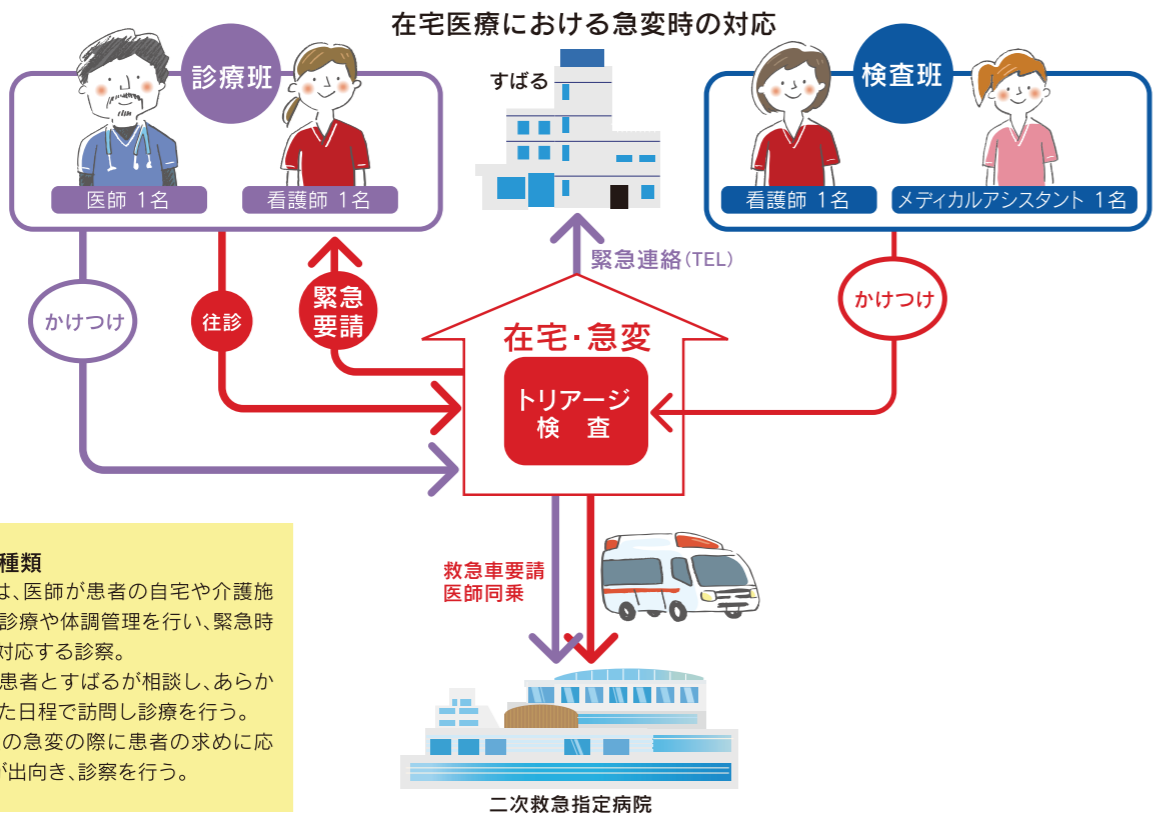 在宅医療における急変時の対応
診療班
医師 1名
看護師 1名
すばる
検査班
看護師 1名
メディカルアシスタント 1名
緊急連絡(TEL)
かけつけ
往診
緊急
要請
かけつけ
在宅・急変
トリアージ
検 査
救急車要請
医師同乗
二次救急指定病院
種類
は、医師が患者の自宅や介護施
診療や体調管理を行い、緊急時
対応する診察。
患者とすばるが相談し、あらか
た日程で訪問し診療を行う。
の急変の際に患者の求めに応
が出向き、診察を行う。